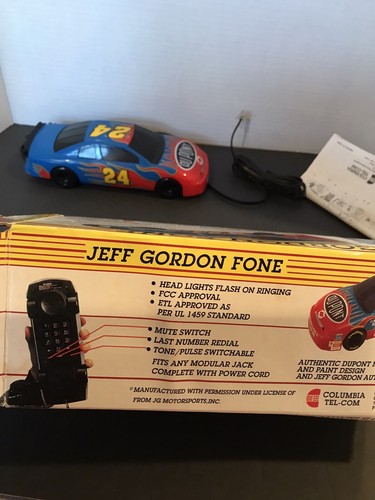 24
24
DUPONT
JEFF GORDON FONE
• HEAD LIGHTS FLASH ON RINGING
• FCC APPROVAL
• ETL APPROVED AS
PER UL 1459 STANDARD
• MUTE SWITCH
• LAST NUMBER REDIAL
• TONE/PULSE SWITCHABLE
FITS ANY MODULAR JACK
COMPLETE WITH POWER CORD
AUTHENTIC DUPONT
AND PAINT DESIGN
AND JEFF GORDON AUT
* MANUFACTURED WITH PERMISSION UNDER LICENSE OF
FROM JG MOTORSPORTS,INC.
COLUMBIA
TEL-COM